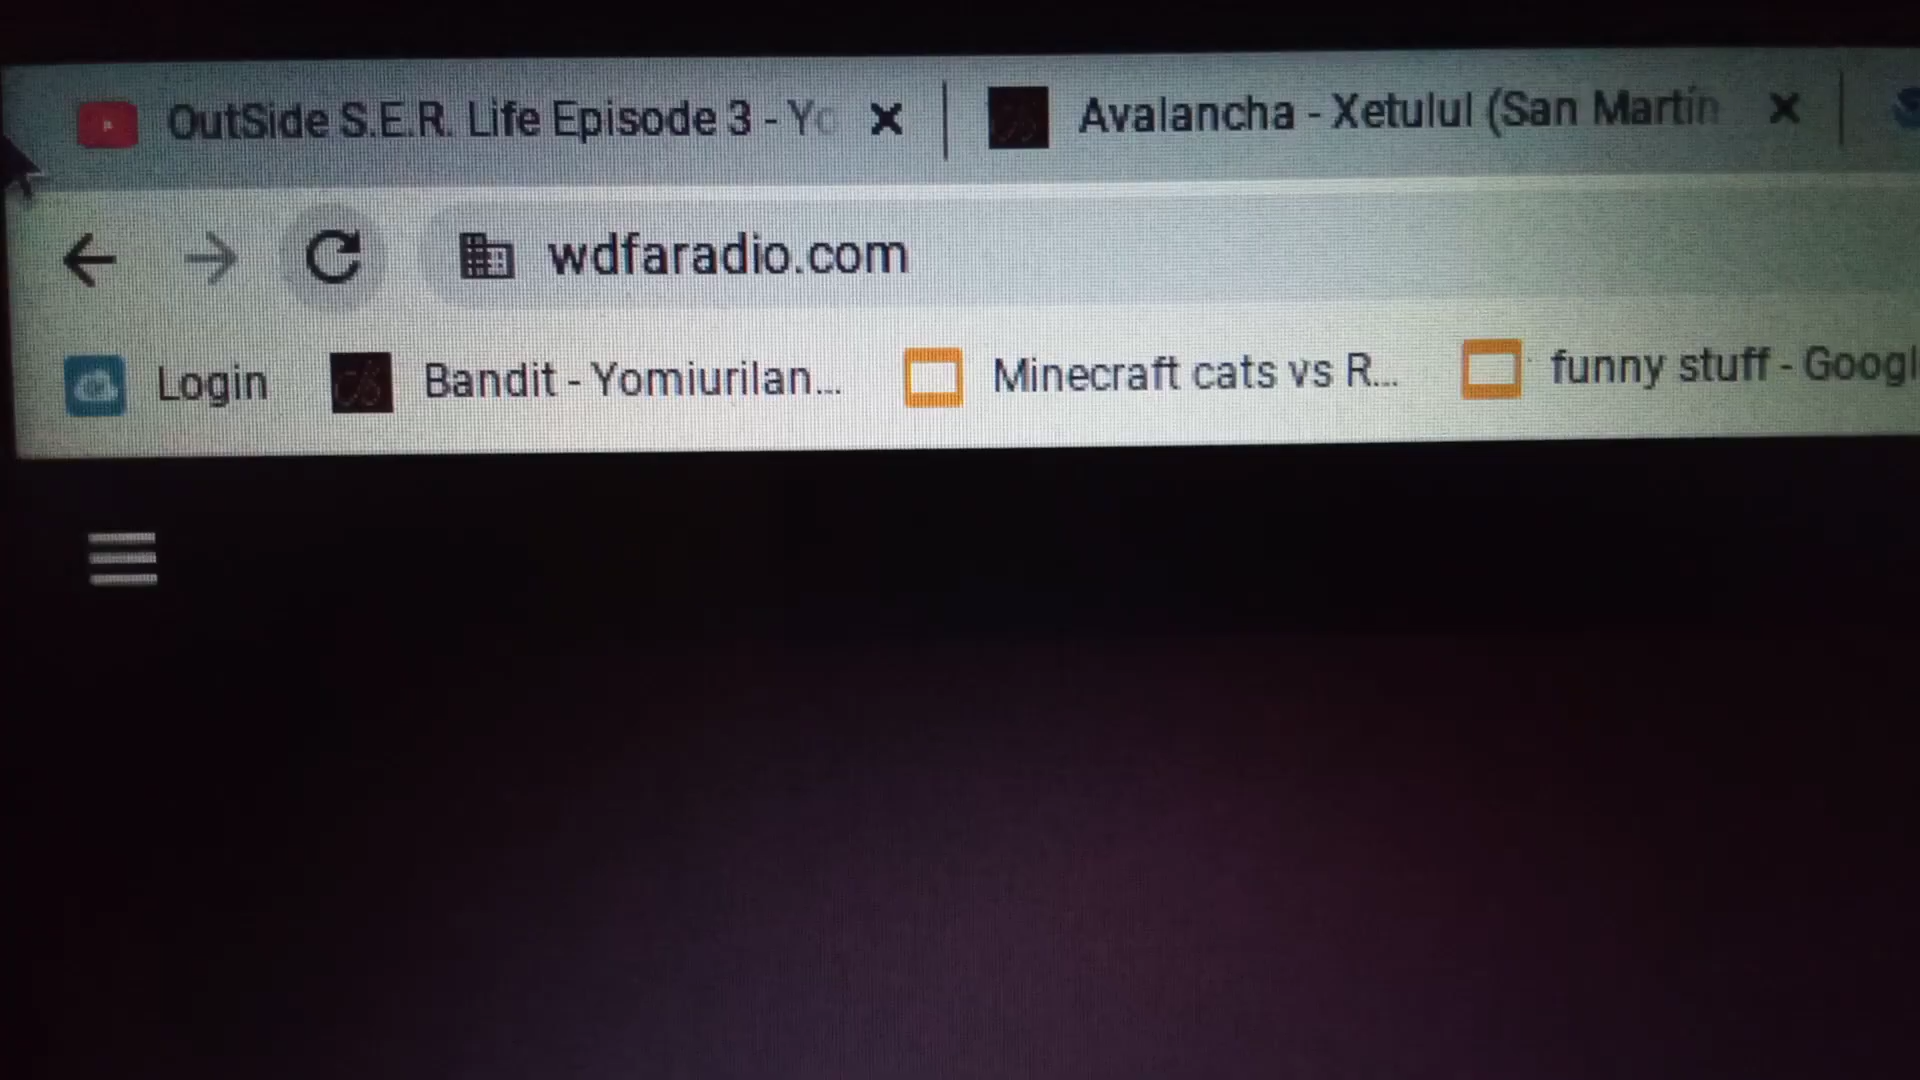 OutSide S.E.R. Life Episode 3 - Yo
Avalancha - Xetulul (San Martín
wdfaradio.com
Login
Bandit - Yomiurilan...
Minecraft cats vs R...
funny stuff - Googl